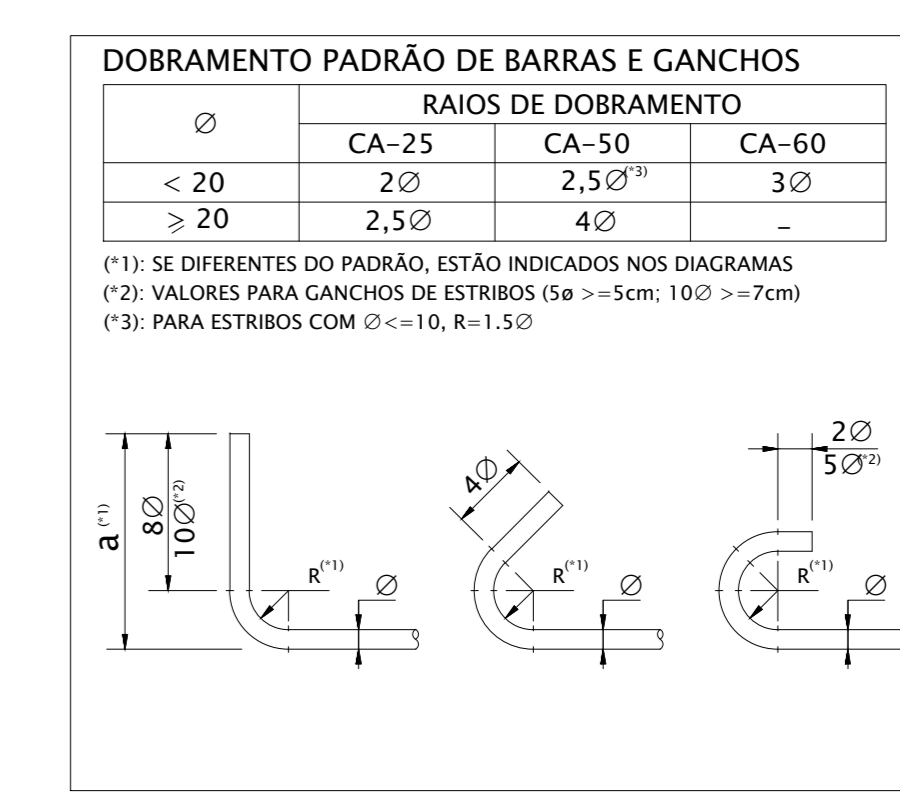 DOBRAMENTO PADRÃO DE BARRAS E GANCHOS
∅ RAIOS DE DOBRAMENTO
CA-25 CA-50 CA-60
< 20 2∅ 2,5∅(*3) 3∅
⩾ 20 2,5∅ 4∅ –
(*1): SE DIFERENTES DO PADRÃO, ESTÃO INDICADOS NOS DIAGRAMAS
(*2): VALORES PARA GANCHOS DE ESTRIBOS (5ø >=5cm; 10∅ >=7cm)
(*3): PARA ESTRIBOS COM ∅<=10, R=1.5∅
a(*1)
8∅
10∅(*2)
R(*1)
∅
4∅
R(*1)
∅
2∅
5∅(*2)
R(*1)
∅